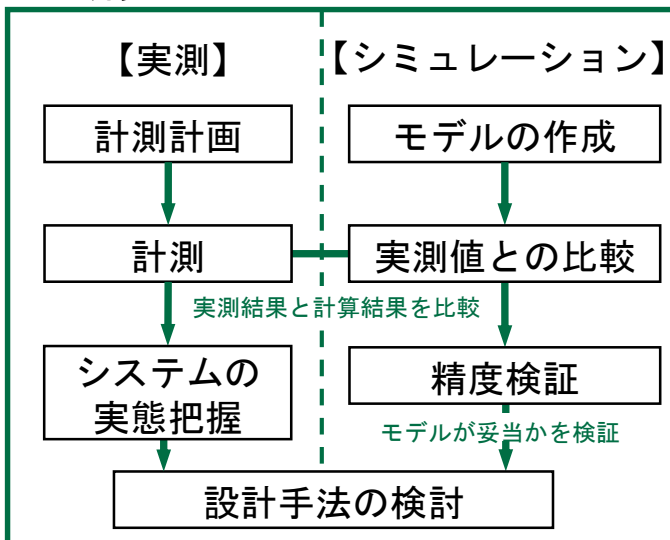 【実測】
【シミュレーション】
計測計画
モデルの作成
計測
実測値との比較
実測結果と計算結果を比較
システムの
実態把握
精度検証
モデルが妥当かを検証
設計手法の検討